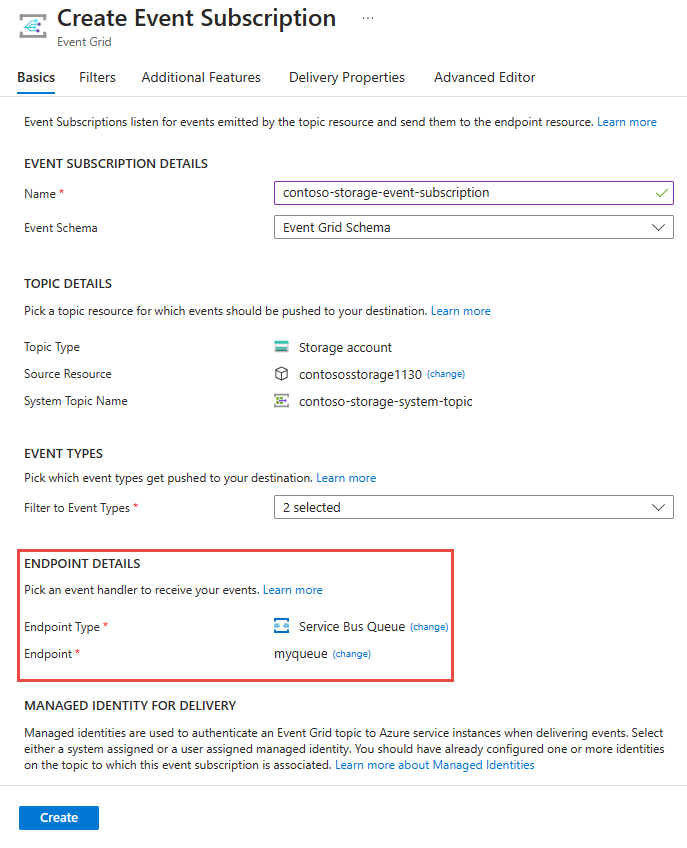 Create Event Subscription ...
Event Grid
Basics Filters Additional Features Delivery Properties Advanced Editor
Event Subscriptions listen for events emitted by the topic resource and send them to the endpoint resource. Learn more
EVENT SUBSCRIPTION DETAILS
Name * contoso-storage-event-subscription
Event Schema Event Grid Schema
TOPIC DETAILS
Pick a topic resource for which events should be pushed to your destination. Learn more
Topic Type Storage account
Source Resource contososstorage1130 (change)
System Topic Name contoso-storage-system-topic
EVENT TYPES
Pick which event types get pushed to your destination. Learn more
Filter to Event Types * 2 selected
ENDPOINT DETAILS
Pick an event handler to receive your events. Learn more
Endpoint Type * Service Bus Queue (change)
Endpoint * myqueue (change)
MANAGED IDENTITY FOR DELIVERY
Managed identities are used to authenticate an Event Grid topic to Azure service instances when delivering events. Select
either a system assigned or a user assigned managed identity. You should have already configured one or more identities
on the topic to which this event subscription is associated. Learn more about Managed Identities
Create